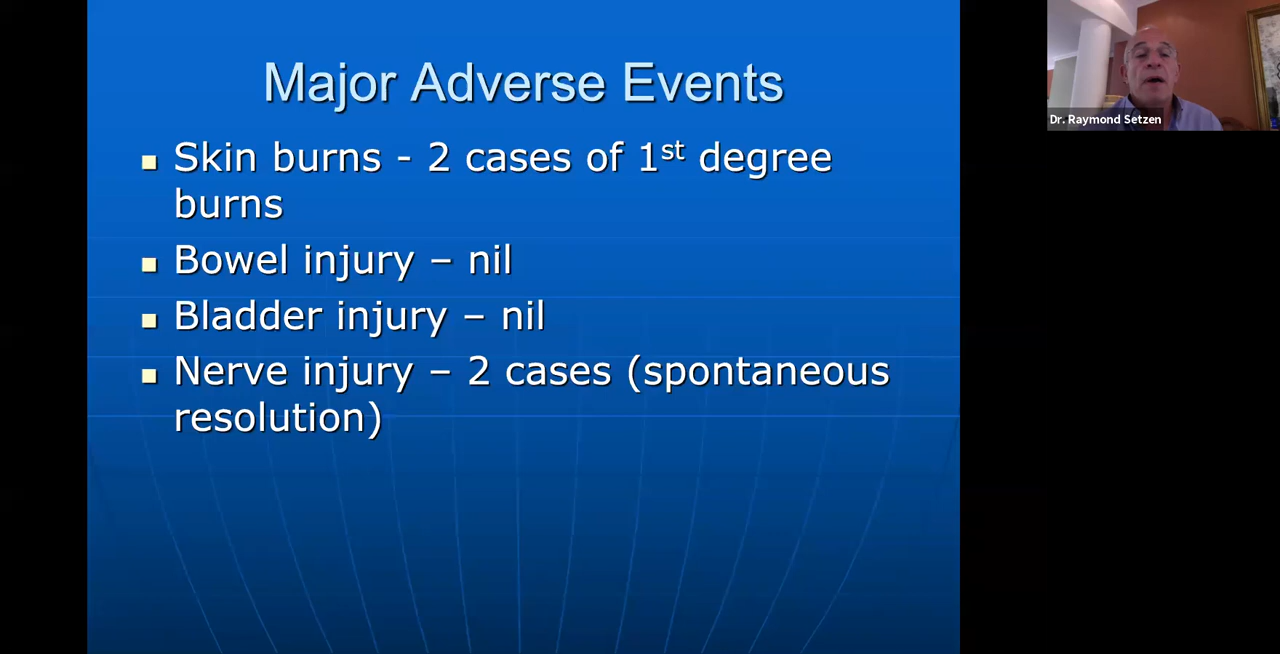 Major Adverse Events
Skin burns - 2 cases of 1st degree
burns
Bowel injury – nil
Bladder injury – nil
Nerve injury – 2 cases (spontaneous
resolution)
Dr. Raymond Setzen